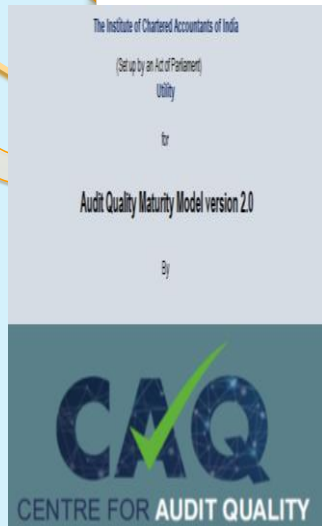 The Institute of Chartered Accountants of India
(Set up by an Act of Parliament)
Utility
for
Audit Quality Maturity Model version 2.0
By
CAQ
CENTRE FOR AUDIT QUALITY